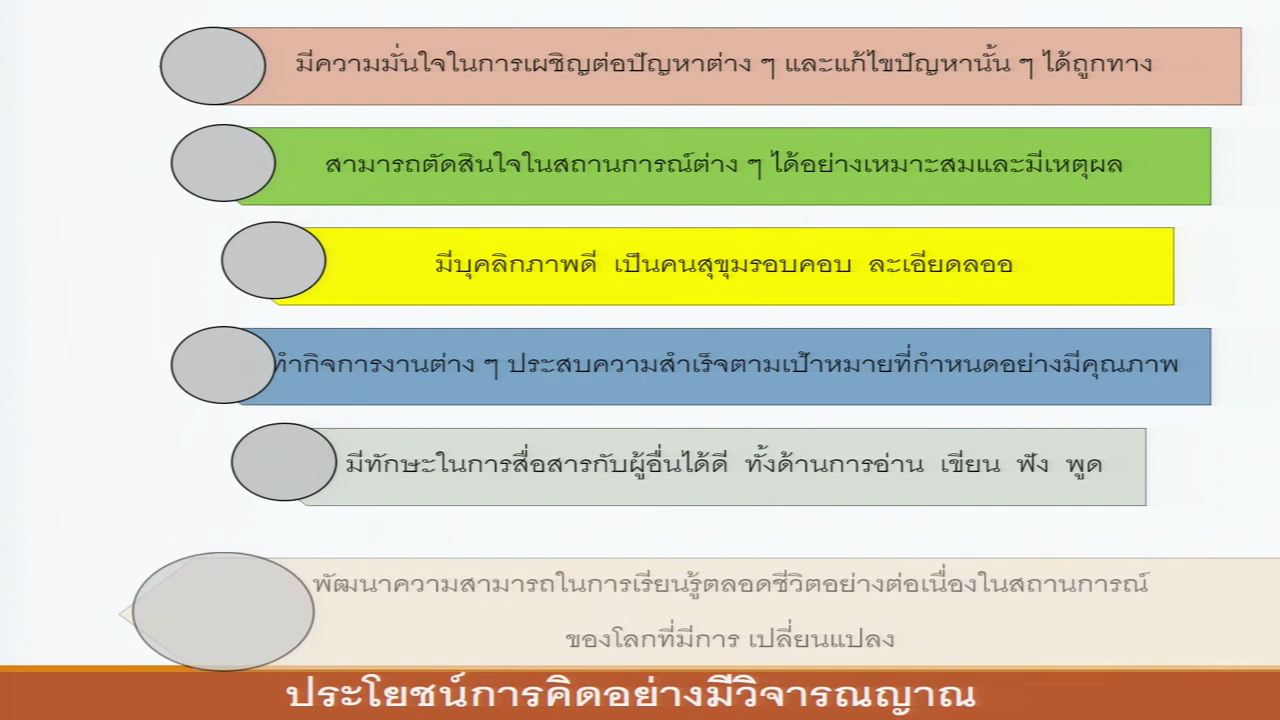 มีความมั่นใจในการเผชิญต่อปัญหาต่าง ๆ และแก้ไขปัญหานั้น ๆ ได้ถูกทาง
สามารถตัดสินใจในสถานการณ์ต่าง ๆ ได้อย่างเหมาะสมและมีเหตุผล
มีบุคลิกภาพดี เป็นคนสุขุมรอบคอบ ละเอียดลออ
ทำกิจการงานต่าง ๆ ประสบความสำเร็จตามเป้าหมายที่กำหนดอย่างมีคุณภาพ
มีทักษะในการสื่อสารกับผู้อื่นได้ดี ทั้งด้านการอ่าน เขียน ฟัง พูด
พัฒนาความสามารถในการเรียนรู้ตลอดชีวิตอย่างต่อเนื่องในสถานการณ์
ของโลกที่มีการ เปลี่ยนแปลง
ประโยชน์การคิดอย่างมีวิจารณญาณ